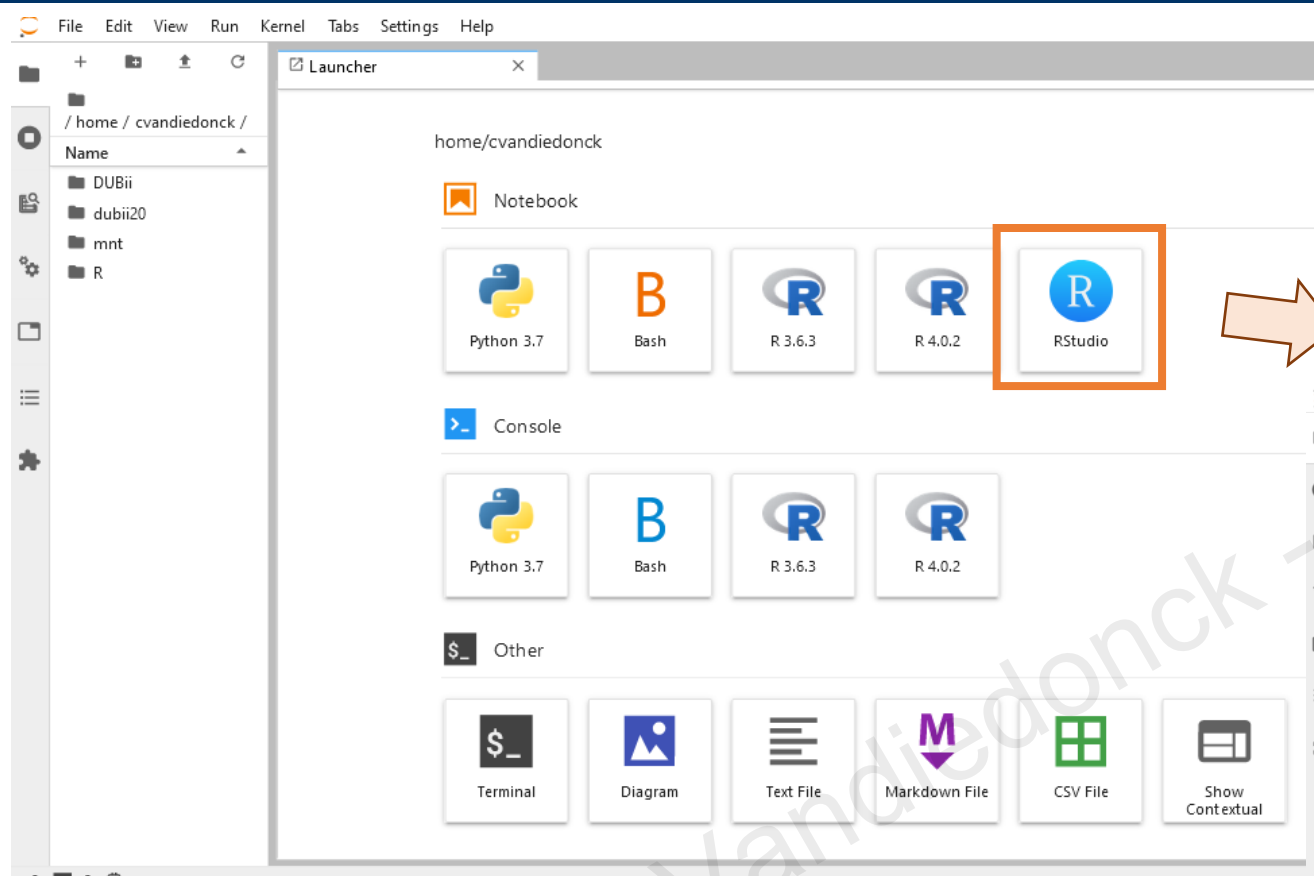 File Edit View Run Kernel Tabs Settings Help
Launcher
/ home / cvandiedonck /
Name
DUBii
dubii20
mnt
R
home/cvandiedonck
Notebook
Python 3.7
B
Bash
R
R 3.6.3
R
R 4.0.2
R
RStudio
Console
Python 3.7
B
Bash
R
R 3.6.3
R
R 4.0.2
$_ Other
$_
Terminal
Diagram
Text File
M
Markdown File
CSV File
Show
Contextual
Vandiedonck